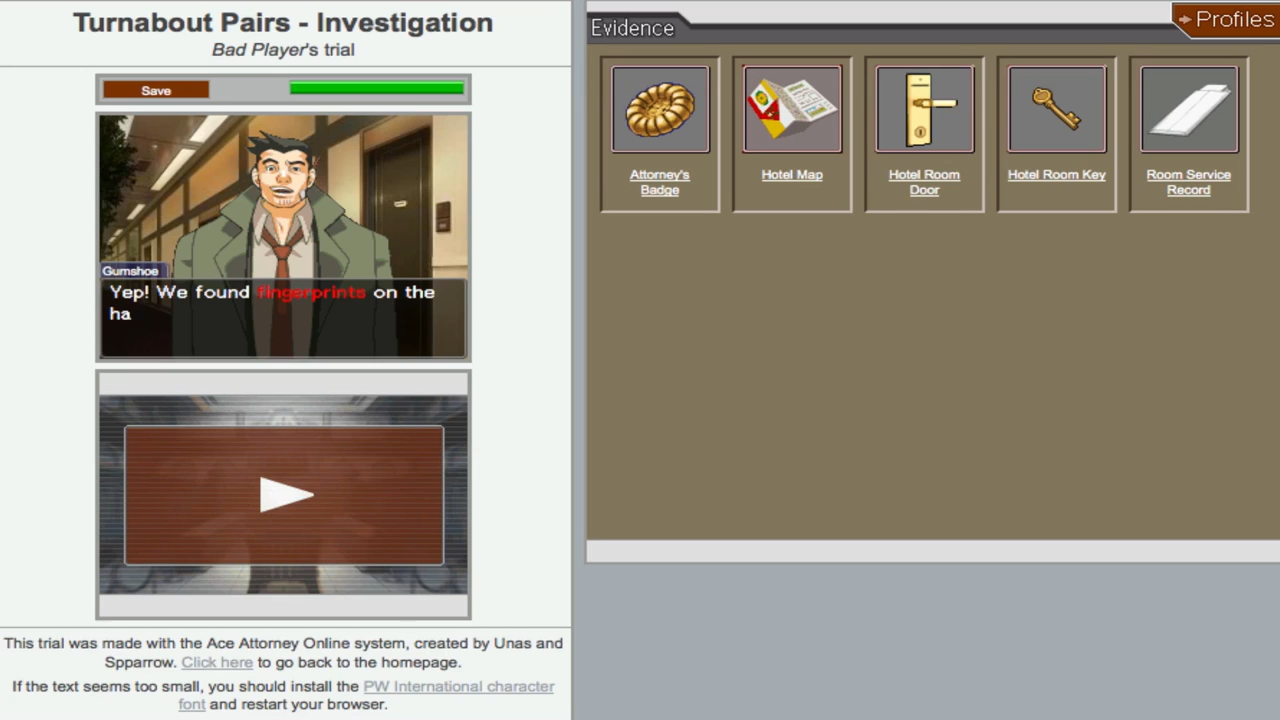 Turnabout Pairs - Investigation
Bad Player's trial
Save
Gumshoe
Yep! We found fingerprints on the
ha
This trial was made with the Ace Attorney Online system, created by Unas and
Spparrow. Click here to go back to the homepage.
If the text seems too small, you should install the PW International character
font and restart your browser.
Evidence
Profiles
Attorney's
Badge
Hotel Map
Hotel Room
Door
Hotel Room Key
Room Service
Record